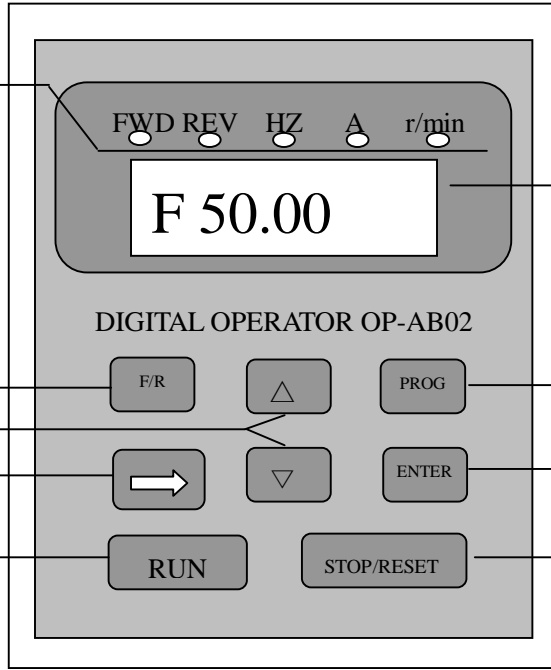 FWD REV HZ A r/min
F 50.00
DIGITAL OPERATOR OP-AB02
F/R △ PROG
▽ ENTER
RUN STOP/RESET